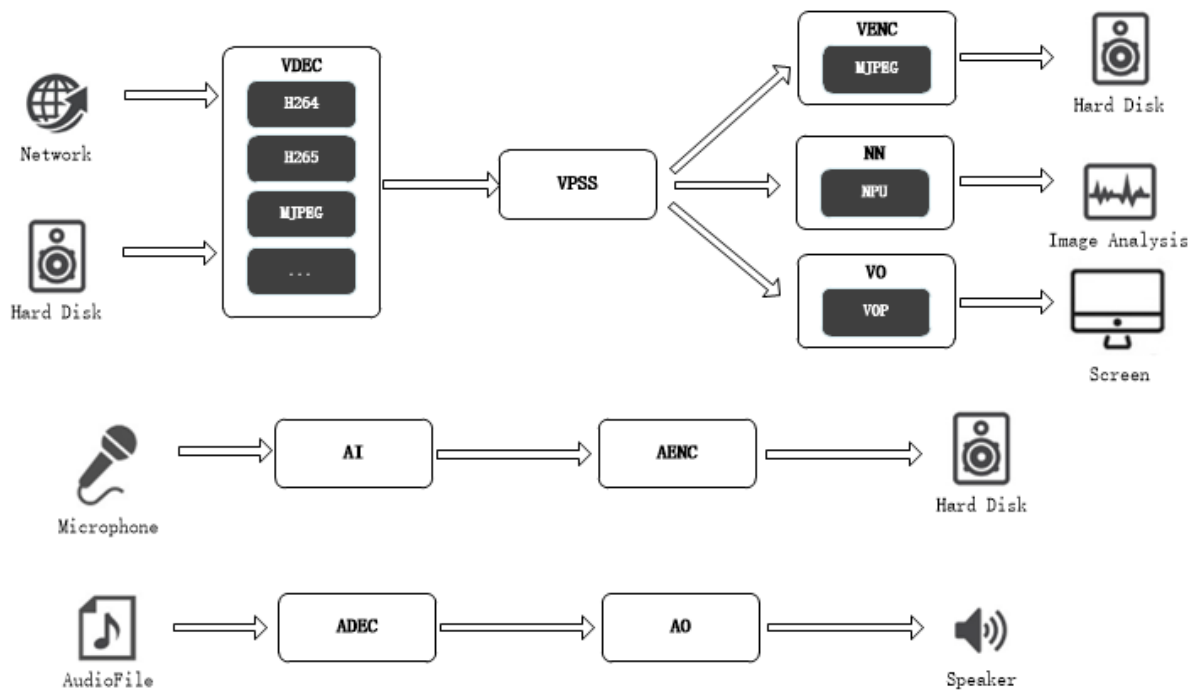 Network
Hard Disk
VDEC
H264
H265
MJPEG
...
VPSS
VENC
MJPEG
Hard Disk
NN
NPU
Image Analysis
VO
VOP
Screen
Microphone
AI
AENC
Hard Disk
AudioFile
ADEC
AO
Speaker